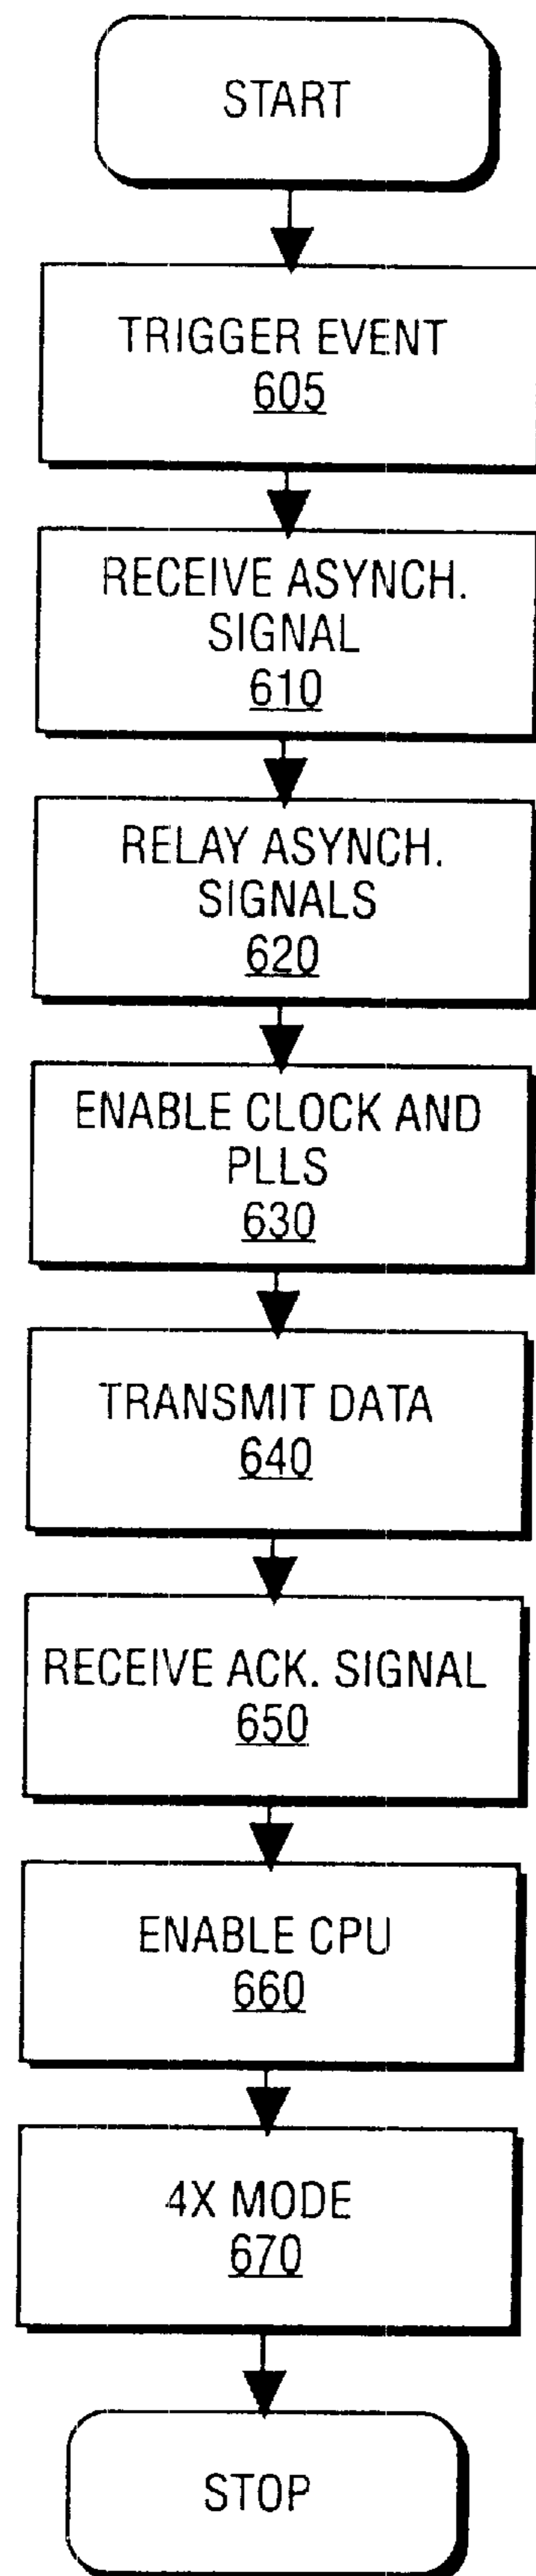 START
TRIGGER EVENT
605
RECEIVE ASYNCH.
SIGNAL
610
RELAY ASYNCH.
SIGNALS
620
ENABLE CLOCK AND
PLLS
630
TRANSMIT DATA
640
RECEIVE ACK. SIGNAL
650
ENABLE CPU
660
4X MODE
670
STOP